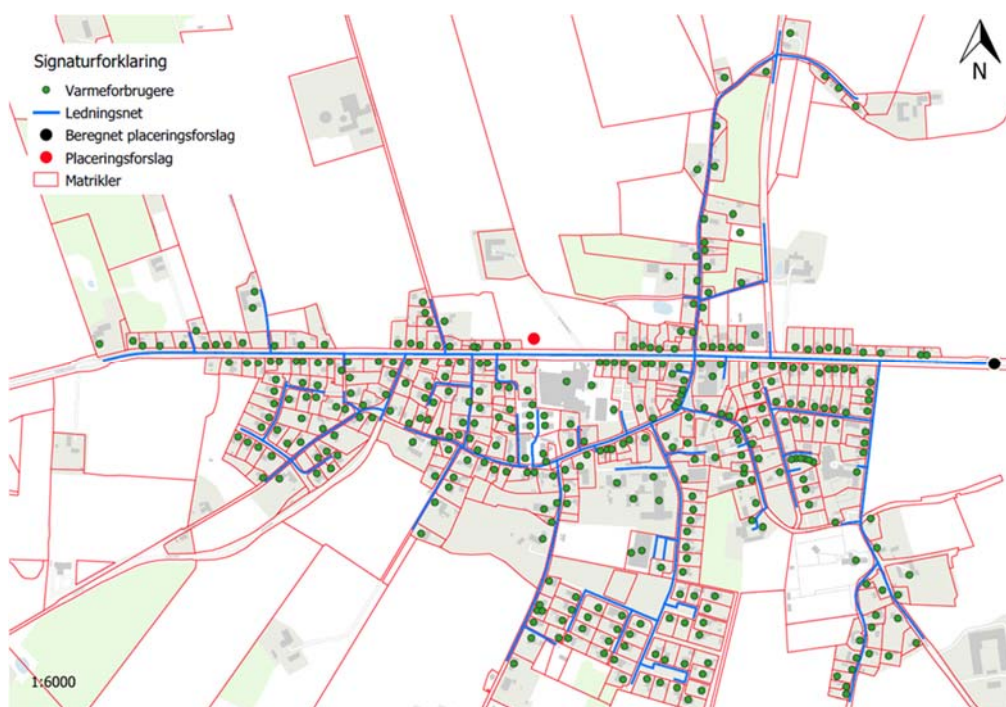 Signaturforklaring
Varmeforbrugere
Ledningsnet
Beregnet placeringsforslag
Placeringsforslag
Matrikler
N
1:6000